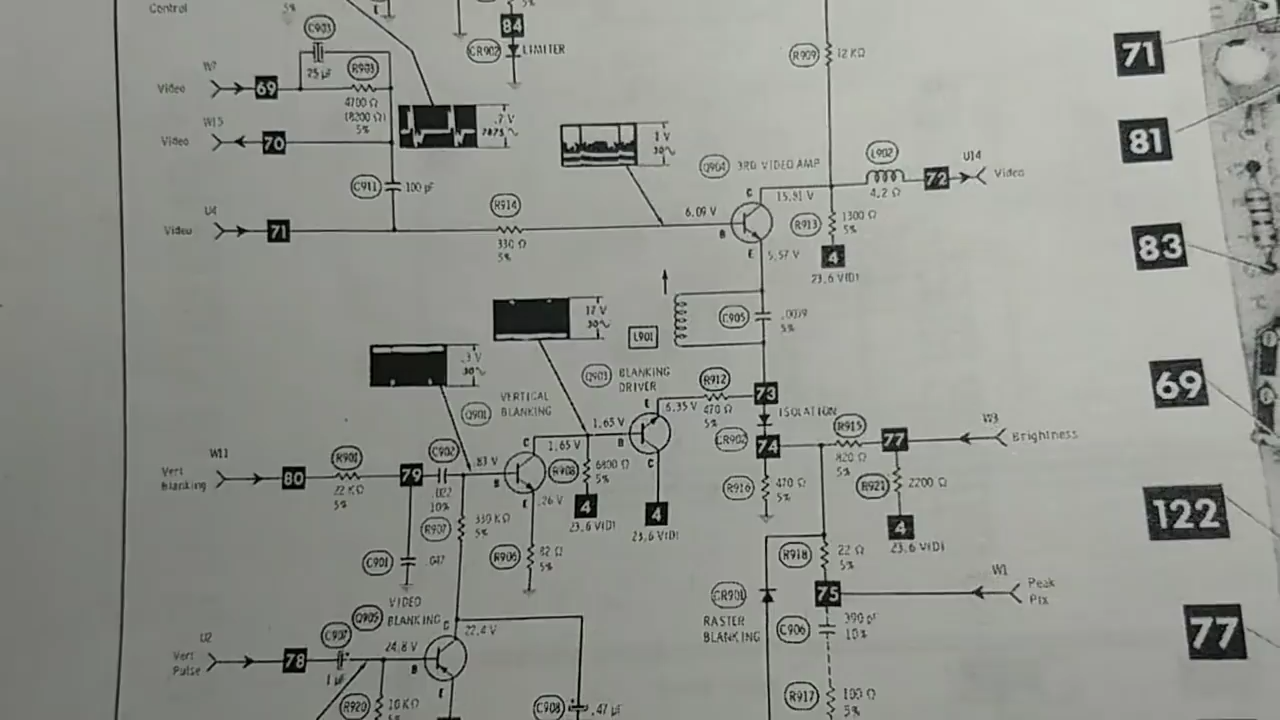 Control
5%
E
5%
84
CR902
LIMITER
C903
25 µF
W7
Video
69
R903
4700 Ω
(8200 Ω)
5%
.7 V
7875∿
W15
Video
70
1 V
30∿
C911
100 pF
R909
12 KΩ
Q904
3RD VIDEO AMP
L902
4.2 Ω
72
U14
Video
U4
Video
71
R914
330 Ω
5%
6.09 V
B
C
E
15.91 V
5.57 V
R913
1300 Ω
5%
4
23.6 V(D)
17 V
30∿
L901
C905
.0039
5%
.3 V
30∿
Q901
VERTICAL
BLANKING
Q903
BLANKING
DRIVER
R912
470 Ω
5%
6.35 V
73
ISOLATION
CR902
74
R915
820 Ω
5%
77
W3
Brightness
W11
Vert
Blanking
80
R901
22 KΩ
5%
79
C902
.022
10%
.83 V
B
C
E
1.65 V
.26 V
R908
6800 Ω
5%
4
23.6 V(D)
1.65 V
B
E
C
4
23.6 V(D)
R916
470 Ω
5%
R921
2200 Ω
4
23.6 V(D)
R907
330 KΩ
5%
C901
.047
R906
82 Ω
5%
R918
22 Ω
5%
75
W1
Peak
Pix
CR901
RASTER
BLANKING
C906
390 pF
10%
R917
100 Ω
5%
Q905
VIDEO
BLANKING
U2
Vert
Pulse
78
C907
1 µF
24.8 V
B
C
E
22.4 V
R920
10 KΩ
5%
C908
.47 µF
71
81
83
69
122
77